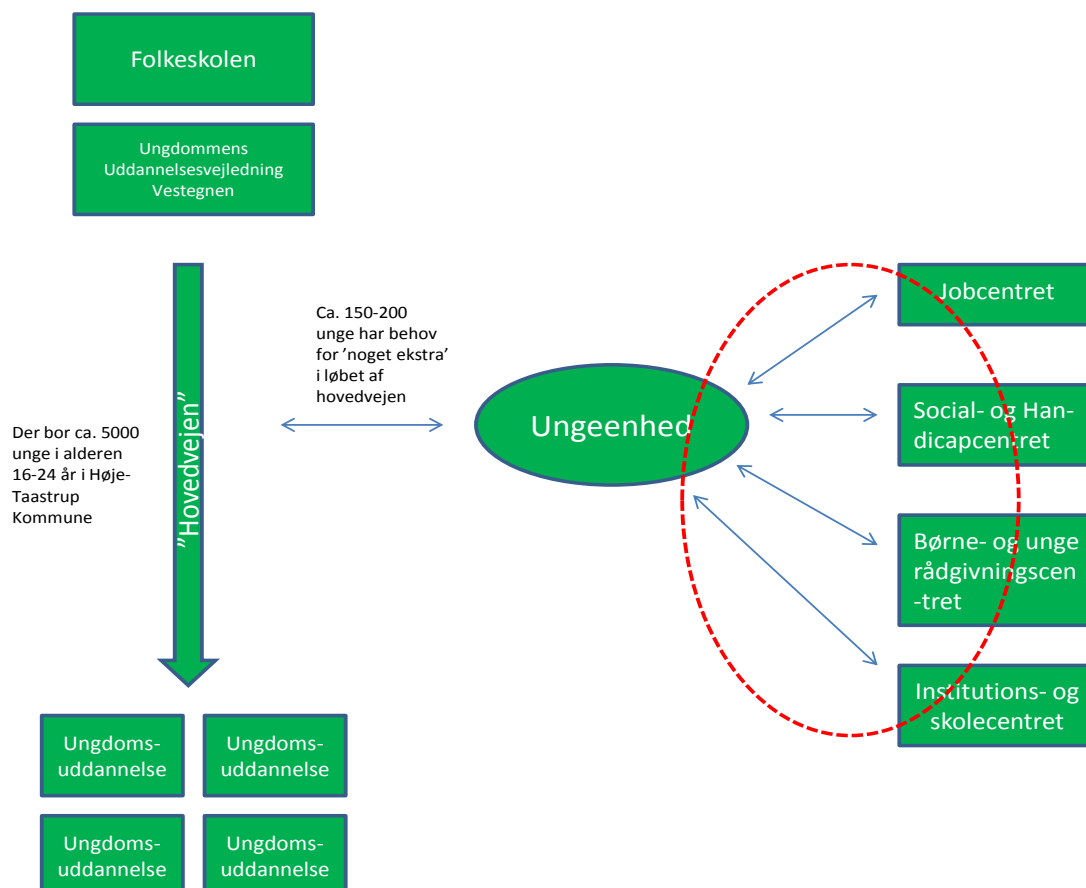 Folkeskolen
Ungdommens
Uddannelsesvejledning
Vestegnen
Ca. 150-200
unge har behov
for ’noget ekstra’
i løbet af
hovedvejen
Der bor ca. 5000
unge i alderen
16-24 år i Høje-
Taastrup
Kommune
”Hovedvejen”
Ungeenhed
Jobcentret
Social- og Han-
dicapcentret
Børne- og unge
rådgivningscen
-tret
Institutions- og
skolecentret
Ungdoms-
uddannelse
Ungdoms-
uddannelse
Ungdoms-
uddannelse
Ungdoms-
uddannelse